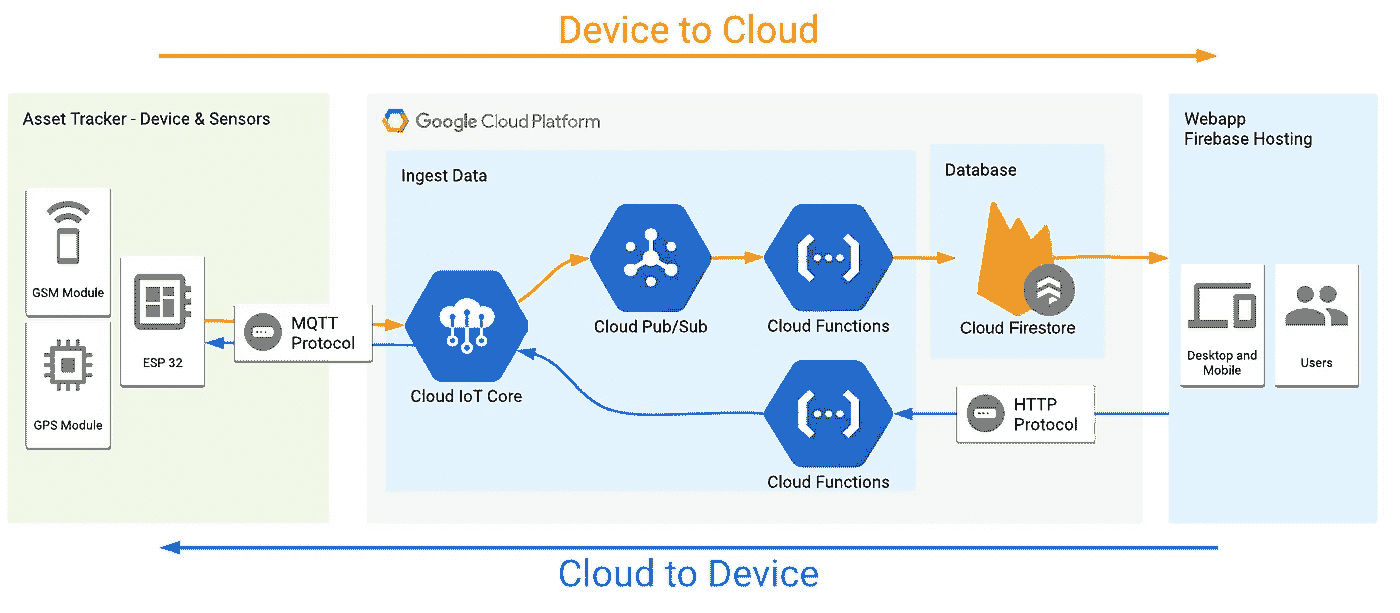 Device to Cloud
Asset Tracker - Device & Sensors
GSM Module
GPS Module
ESP 32
MQTT
Protocol
Google Cloud Platform
Ingest Data
Cloud IoT Core
Cloud Pub/Sub
Cloud Functions
Cloud Functions
Database
Cloud Firestore
HTTP
Protocol
Webapp
Firebase Hosting
Desktop and
Mobile
Users
Cloud to Device